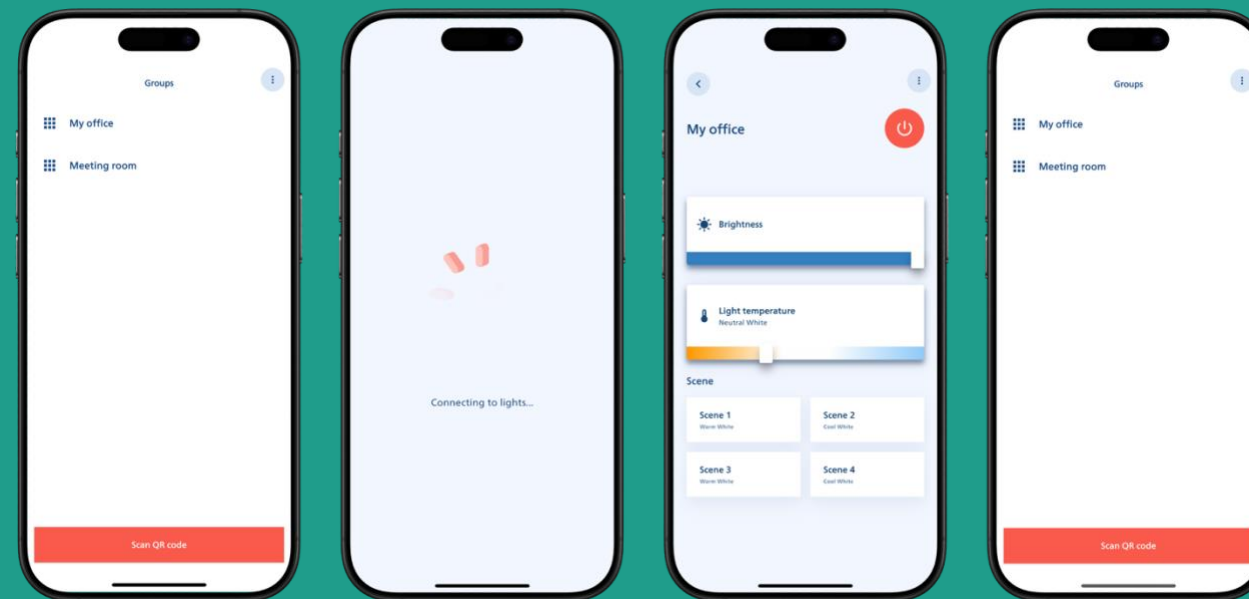 Groups
My office
Meeting room
Scan QR code
Connecting to lights...
My office
Brightness
Light temperature
Neutral White
Scene
Scene 1
Warm White
Scene 2
Cool White
Scene 3
Warm White
Scene 4
Cool White
Groups
My office
Meeting room
Scan QR code